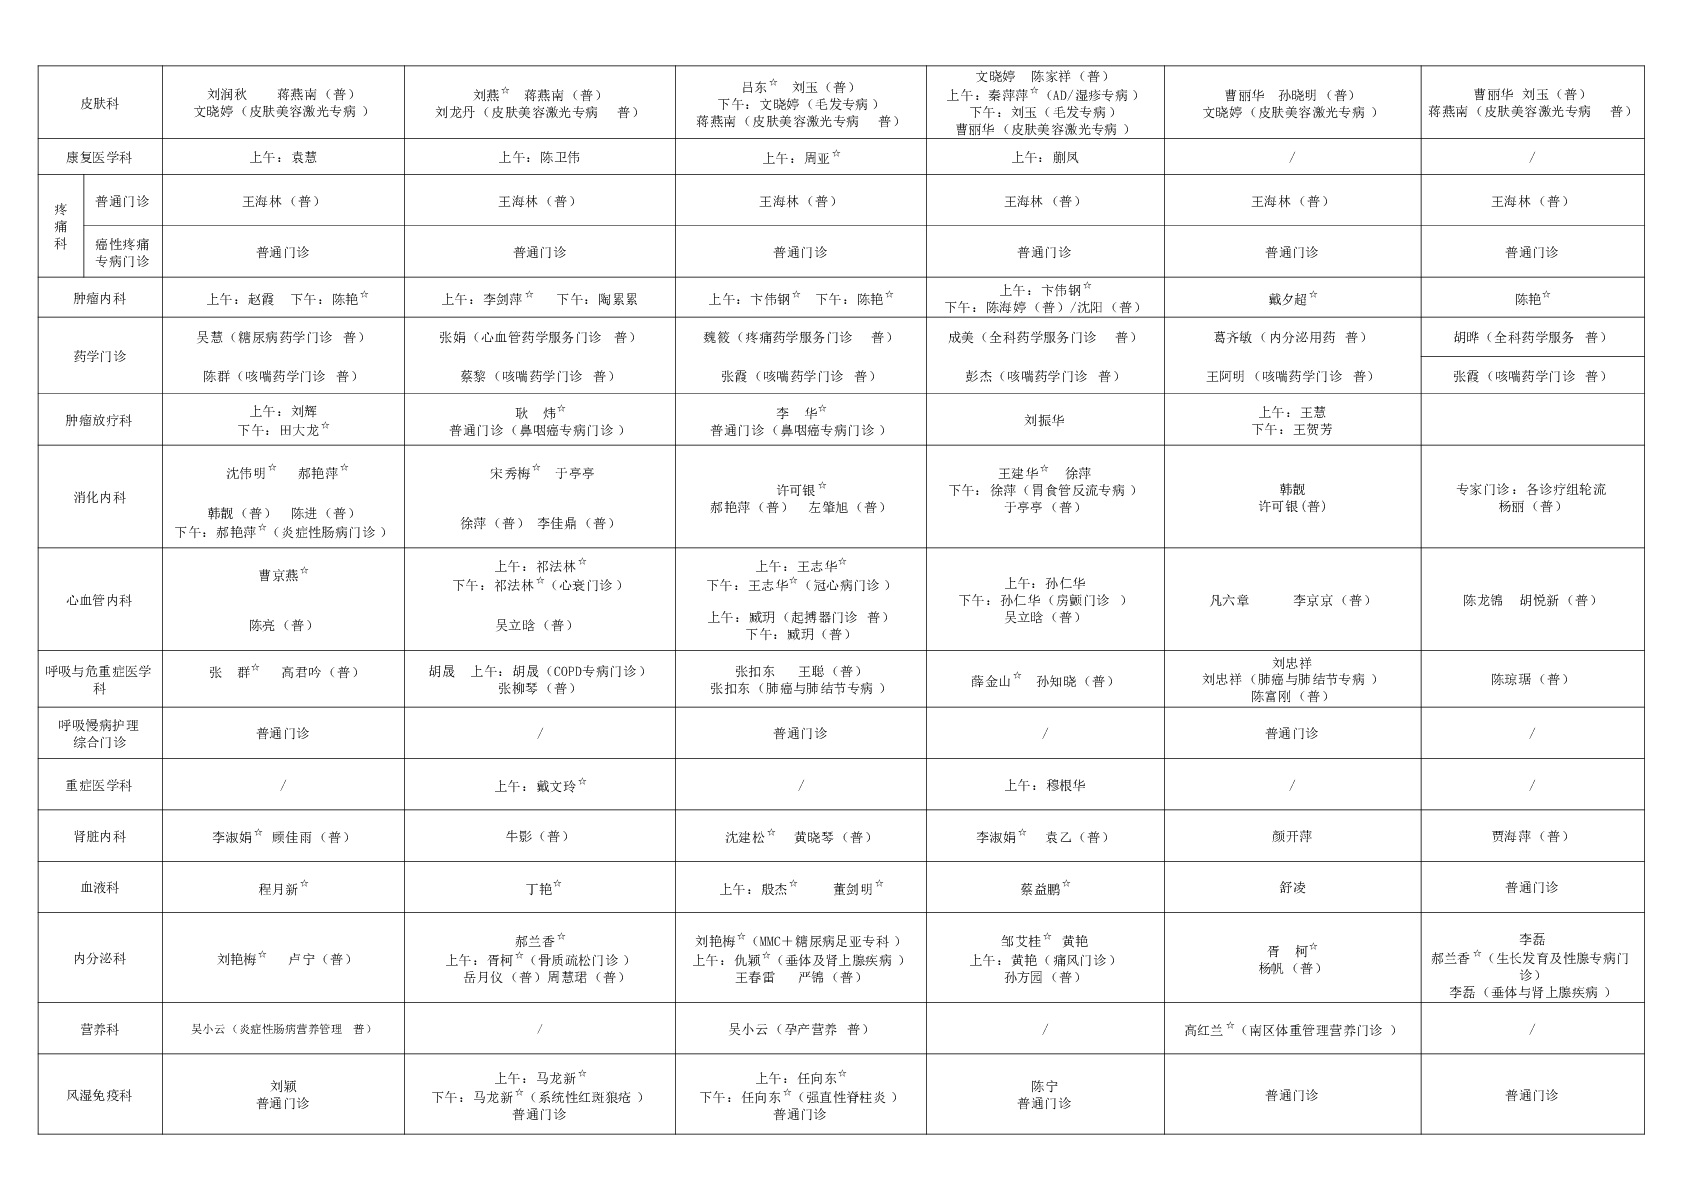 皮肤科
刘润秋 蒋燕南（普）
文晓婷（皮肤美容激光专病）
刘燕☆ 蒋燕南（普）
刘龙丹（皮肤美容激光专病 普）
吕东☆ 刘玉（普）
下午：文晓婷（毛发专病）
蒋燕南（皮肤美容激光专病 普）
文晓婷 陈家祥（普）
上午：秦萍萍☆（AD/湿疹专病）
下午：刘玉（毛发专病）
曹丽华（皮肤美容激光专病）
曹丽华 孙晓明（普）
文晓婷（皮肤美容激光专病）
曹丽华 刘玉（普）
蒋燕南（皮肤美容激光专病 普）
康复医学科
上午：袁慧
上午：陈卫伟
上午：周亚☆
上午：蒯凤
/
/
疼痛科
普通门诊
王海林（普）
王海林（普）
王海林（普）
王海林（普）
王海林（普）
王海林（普）
癌性疼痛
专病门诊
普通门诊
普通门诊
普通门诊
普通门诊
普通门诊
普通门诊
肿瘤内科
上午：赵霞 下午：陈艳☆
上午：李剑萍☆ 下午：陶累累
上午：卞伟钢☆ 下午：陈艳☆
上午：卞伟钢☆
下午：陈海婷（普）/沈阳（普）
戴夕超☆
陈艳☆
药学门诊
吴慧（糖尿病药学门诊 普）
张娟（心血管药学服务门诊 普）
魏筱（疼痛药学服务门诊 普）
成美（全科药学服务门诊 普）
葛齐敏（内分泌用药 普）
胡晔（全科药学服务 普）
陈群（咳喘药学门诊 普）
蔡黎（咳喘药学门诊 普）
张霞（咳喘药学门诊 普）
彭杰（咳喘药学门诊 普）
王阿明（咳喘药学门诊 普）
张霞（咳喘药学门诊 普）
肿瘤放疗科
上午：刘辉
下午：田大龙☆
耿 炜☆
普通门诊（鼻咽癌专病门诊）
李 华☆
普通门诊（鼻咽癌专病门诊）
刘振华
上午：王慧
下午：王贺芳
消化内科
沈伟明☆ 郝艳萍☆
韩靓（普） 陈进（普）
下午：郝艳萍☆（炎症性肠病门诊）
宋秀梅☆ 于亭亭
徐萍（普） 李佳鼎（普）
许可银☆
郝艳萍（普） 左肇旭（普）
王建华☆ 徐萍
下午：徐萍（胃食管反流专病）
于亭亭（普）
韩靓
许可银(普)
专家门诊：各诊疗组轮流
杨丽（普）
心血管内科
曹京燕☆
陈亮（普）
上午：祁法林☆
下午：祁法林☆（心衰门诊）
吴立晗（普）
上午：王志华☆
下午：王志华☆（冠心病门诊）
上午：臧玥（起搏器门诊 普）
下午：臧玥（普）
上午：孙仁华
下午：孙仁华（房颤门诊 ）
吴立晗（普）
凡六章 李京京（普）
陈龙锦 胡悦新（普）
呼吸与危重症医学
科
张 群☆ 高君吟（普）
胡晟 上午：胡晟（COPD专病门诊）
张柳琴（普）
张扣东 王聪（普）
张扣东（肺癌与肺结节专病）
薛金山☆ 孙知晓（普）
刘忠祥
刘忠祥（肺癌与肺结节专病）
陈富刚（普）
陈琼琚（普）
呼吸慢病护理
综合门诊
普通门诊
/
普通门诊
/
普通门诊
/
重症医学科
/
上午：戴文玲☆
/
上午：穆根华
/
/
肾脏内科
李淑娟☆ 顾佳雨（普）
牛影（普）
沈建松☆ 黄晓琴（普）
李淑娟☆ 袁乙（普）
颜开萍
贾海萍（普）
血液科
程月新☆
丁艳☆
上午：殷杰☆ 董剑明☆
蔡益鹏☆
舒凌
普通门诊
内分泌科
刘艳梅☆ 卢宁（普）
郝兰香☆
上午：胥柯☆（骨质疏松门诊）
岳月仪（普）周慧珺（普）
刘艳梅☆（MMC＋糖尿病足亚专科）
上午：仇颖☆（垂体及肾上腺疾病）
王春雷 严锦（普）
邹艾桂☆ 黄艳
上午：黄艳（痛风门诊）
孙方园（普）
胥 柯☆
杨帆（普）
李磊
郝兰香☆（生长发育及性腺专病门
诊）
李磊（垂体与肾上腺疾病）
营养科
吴小云（炎症性肠病营养管理 普）
/
吴小云（孕产营养 普）
/
高红兰☆（南区体重管理营养门诊 ）
/
风湿免疫科
刘颖
普通门诊
上午：马龙新☆
下午：马龙新☆（系统性红斑狼疮）
普通门诊
上午：任向东☆
下午：任向东☆（强直性脊柱炎）
普通门诊
陈宁
普通门诊
普通门诊
普通门诊